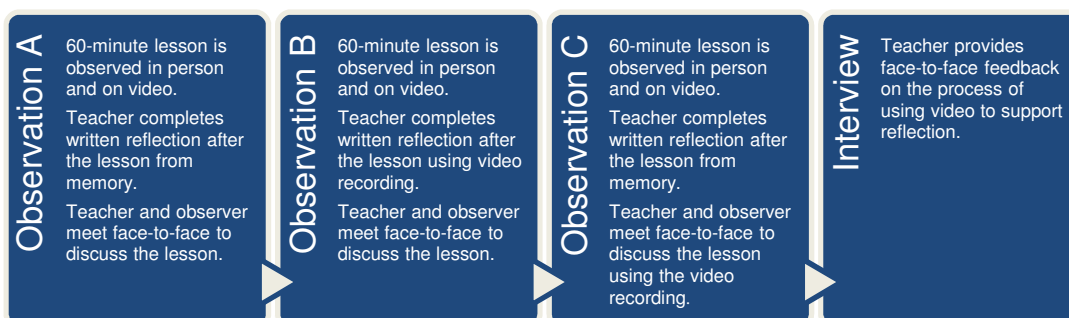 Observation A
60-minute lesson is
observed in person
and on video.
Teacher completes
written reflection after
the lesson from
memory.
Teacher and observer
meet face-to-face to
discuss the lesson.
Observation B
60-minute lesson is
observed in person
and on video.
Teacher completes
written reflection after
the lesson using video
recording.
Teacher and observer
meet face-to-face to
discuss the lesson.
Observation C
60-minute lesson is
observed in person
and on video.
Teacher completes
written reflection after
the lesson from
memory.
Teacher and observer
meet face-to-face to
discuss the lesson
using the video
recording.
Interview
Teacher provides
face-to-face feedback
on the process of
using video to support
reflection.